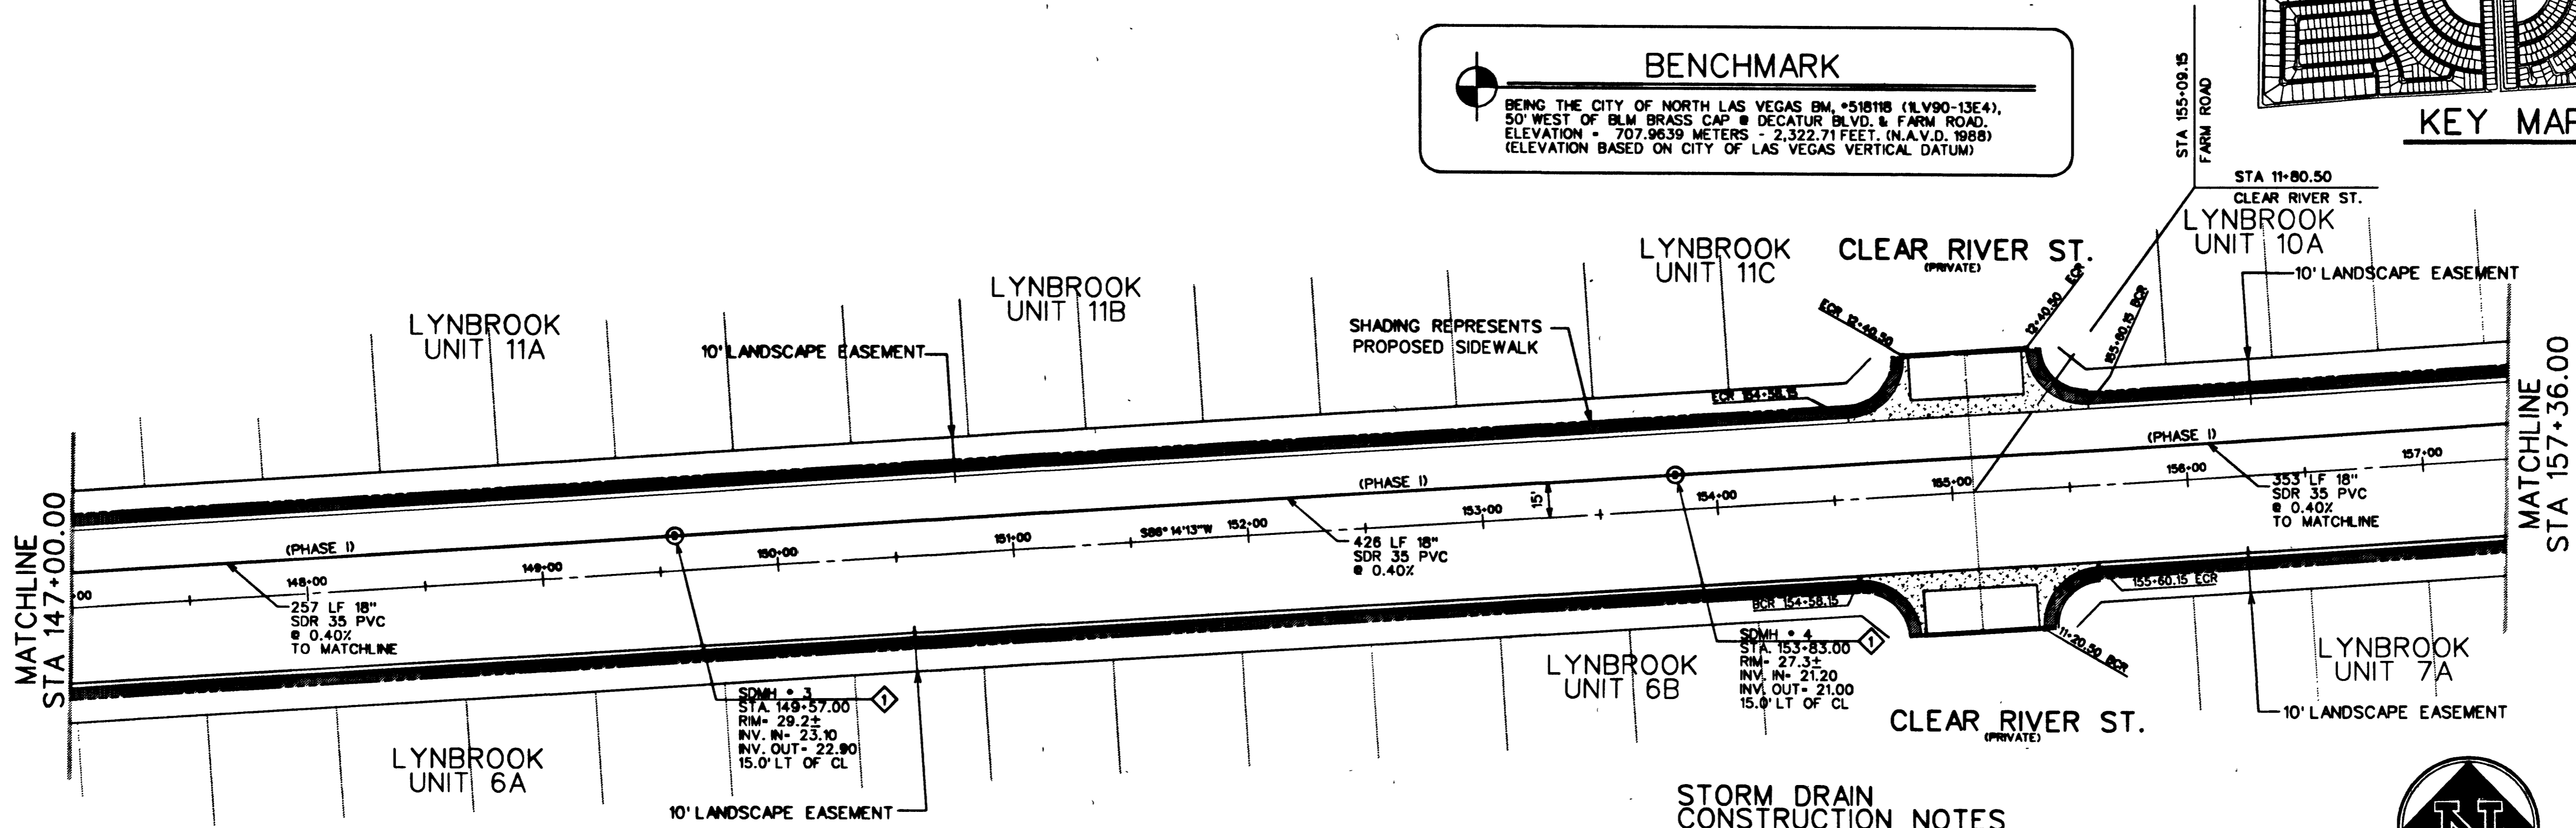 BENCHMARK
BEING THE CITY OF NORTH LAS VEGAS BM, *518118 (1LV90-13E4),
50' WEST OF BLM BRASS CAP @ DECATUR BLVD. & FARM ROAD.
ELEVATION = 707.9639 METERS - 2,322.71 FEET. (N.A.V.D. 1988)
(ELEVATION BASED ON CITY OF LAS VEGAS VERTICAL DATUM)
KEY MAP
STA 155+09.15
FARM ROAD
STA 11+80.50
CLEAR RIVER ST.
LYNBROOK
UNIT 10A
LYNBROOK
UNIT 11C
CLEAR RIVER ST.
(PRIVATE)
10' LANDSCAPE EASEMENT
LYNBROOK
UNIT 11B
LYNBROOK
UNIT 11A
10' LANDSCAPE EASEMENT
SHADING REPRESENTS
PROPOSED SIDEWALK
ECR 12+40.50
12+40.50 ECR
155+60.15 BCR
ECR 154+58.15
MATCHLINE
STA 147+00.00
MATCHLINE
STA 157+36.00
(PHASE I)
(PHASE I)
(PHASE I)
00
148+00
149+00
150+00
151+00
S86°14'13"W
152+00
153+00
15'
154+00
155+00
156+00
157+00
257 LF 18"
SDR 35 PVC
@ 0.40%
TO MATCHLINE
426 LF 18"
SDR 35 PVC
@ 0.40%
353 LF 18"
SDR 35 PVC
@ 0.40%
TO MATCHLINE
BCR 154+58.15
155+60.15 ECR
11+20.50 BCR
SDMH * 3
STA. 149+57.00
RIM= 29.2±
INV. IN= 23.10
INV. OUT= 22.90
15.0' LT OF CL
1
SDMH * 4
STA. 153+83.00
RIM= 27.3±
INV. IN= 21.20
INV. OUT= 21.00
15.0' LT OF CL
1
LYNBROOK
UNIT 6A
LYNBROOK
UNIT 6B
LYNBROOK
UNIT 7A
CLEAR RIVER ST.
(PRIVATE)
10' LANDSCAPE EASEMENT
10' LANDSCAPE EASEMENT
STORM DRAIN
CONSTRUCTION NOTES
N